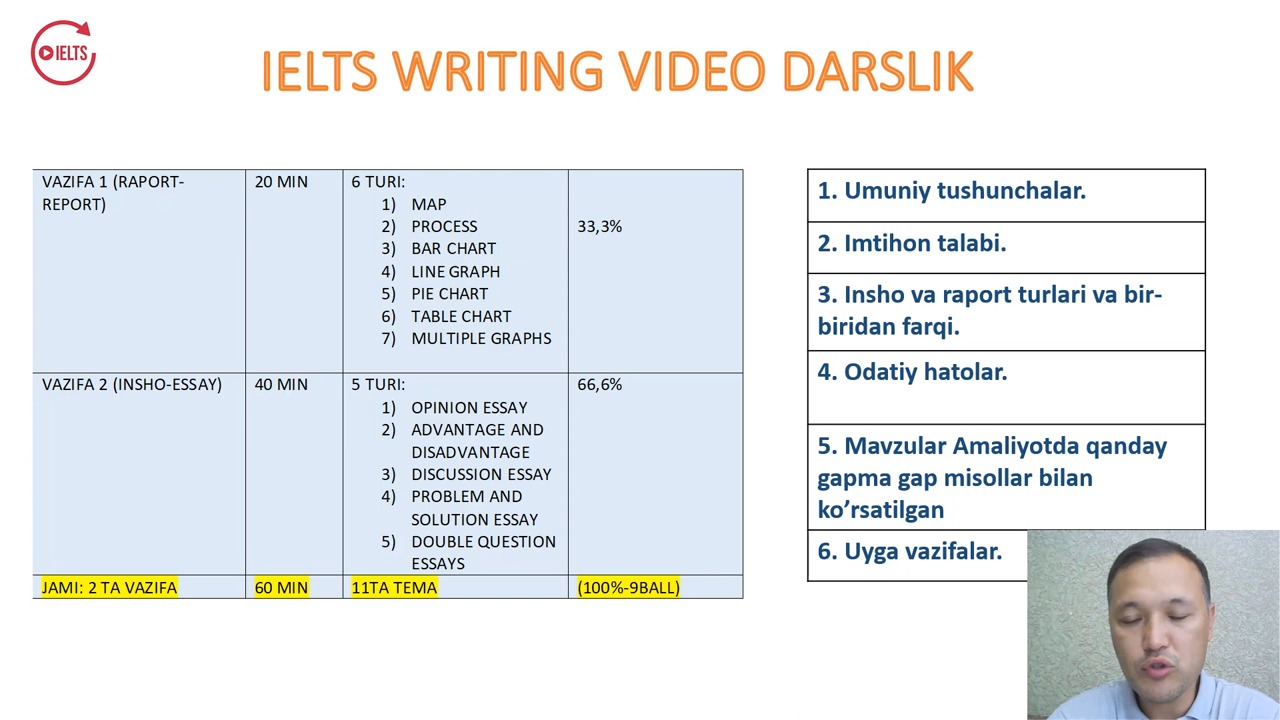 IELTS
IELTS WRITING VIDEO DARSLIK
VAZIFA 1 (RAPORT-
REPORT)
20 MIN
6 TURI:
1) MAP
2) PROCESS
3) BAR CHART
4) LINE GRAPH
5) PIE CHART
6) TABLE CHART
7) MULTIPLE GRAPHS
33,3%
VAZIFA 2 (INSHO-ESSAY)
40 MIN
5 TURI:
1) OPINION ESSAY
2) ADVANTAGE AND
DISADVANTAGE
3) DISCUSSION ESSAY
4) PROBLEM AND
SOLUTION ESSAY
5) DOUBLE QUESTION
ESSAYS
66,6%
JAMI: 2 TA VAZIFA
60 MIN
11TA TEMA
(100%-9BALL)
1. Umuniy tushunchalar.
2. Imtihon talabi.
3. Insho va raport turlari va bir-
biridan farqi.
4. Odatiy hatolar.
5. Mavzular Amaliyotda qanday
gapma gap misollar bilan
ko’rsatilgan
6. Uyga vazifalar.